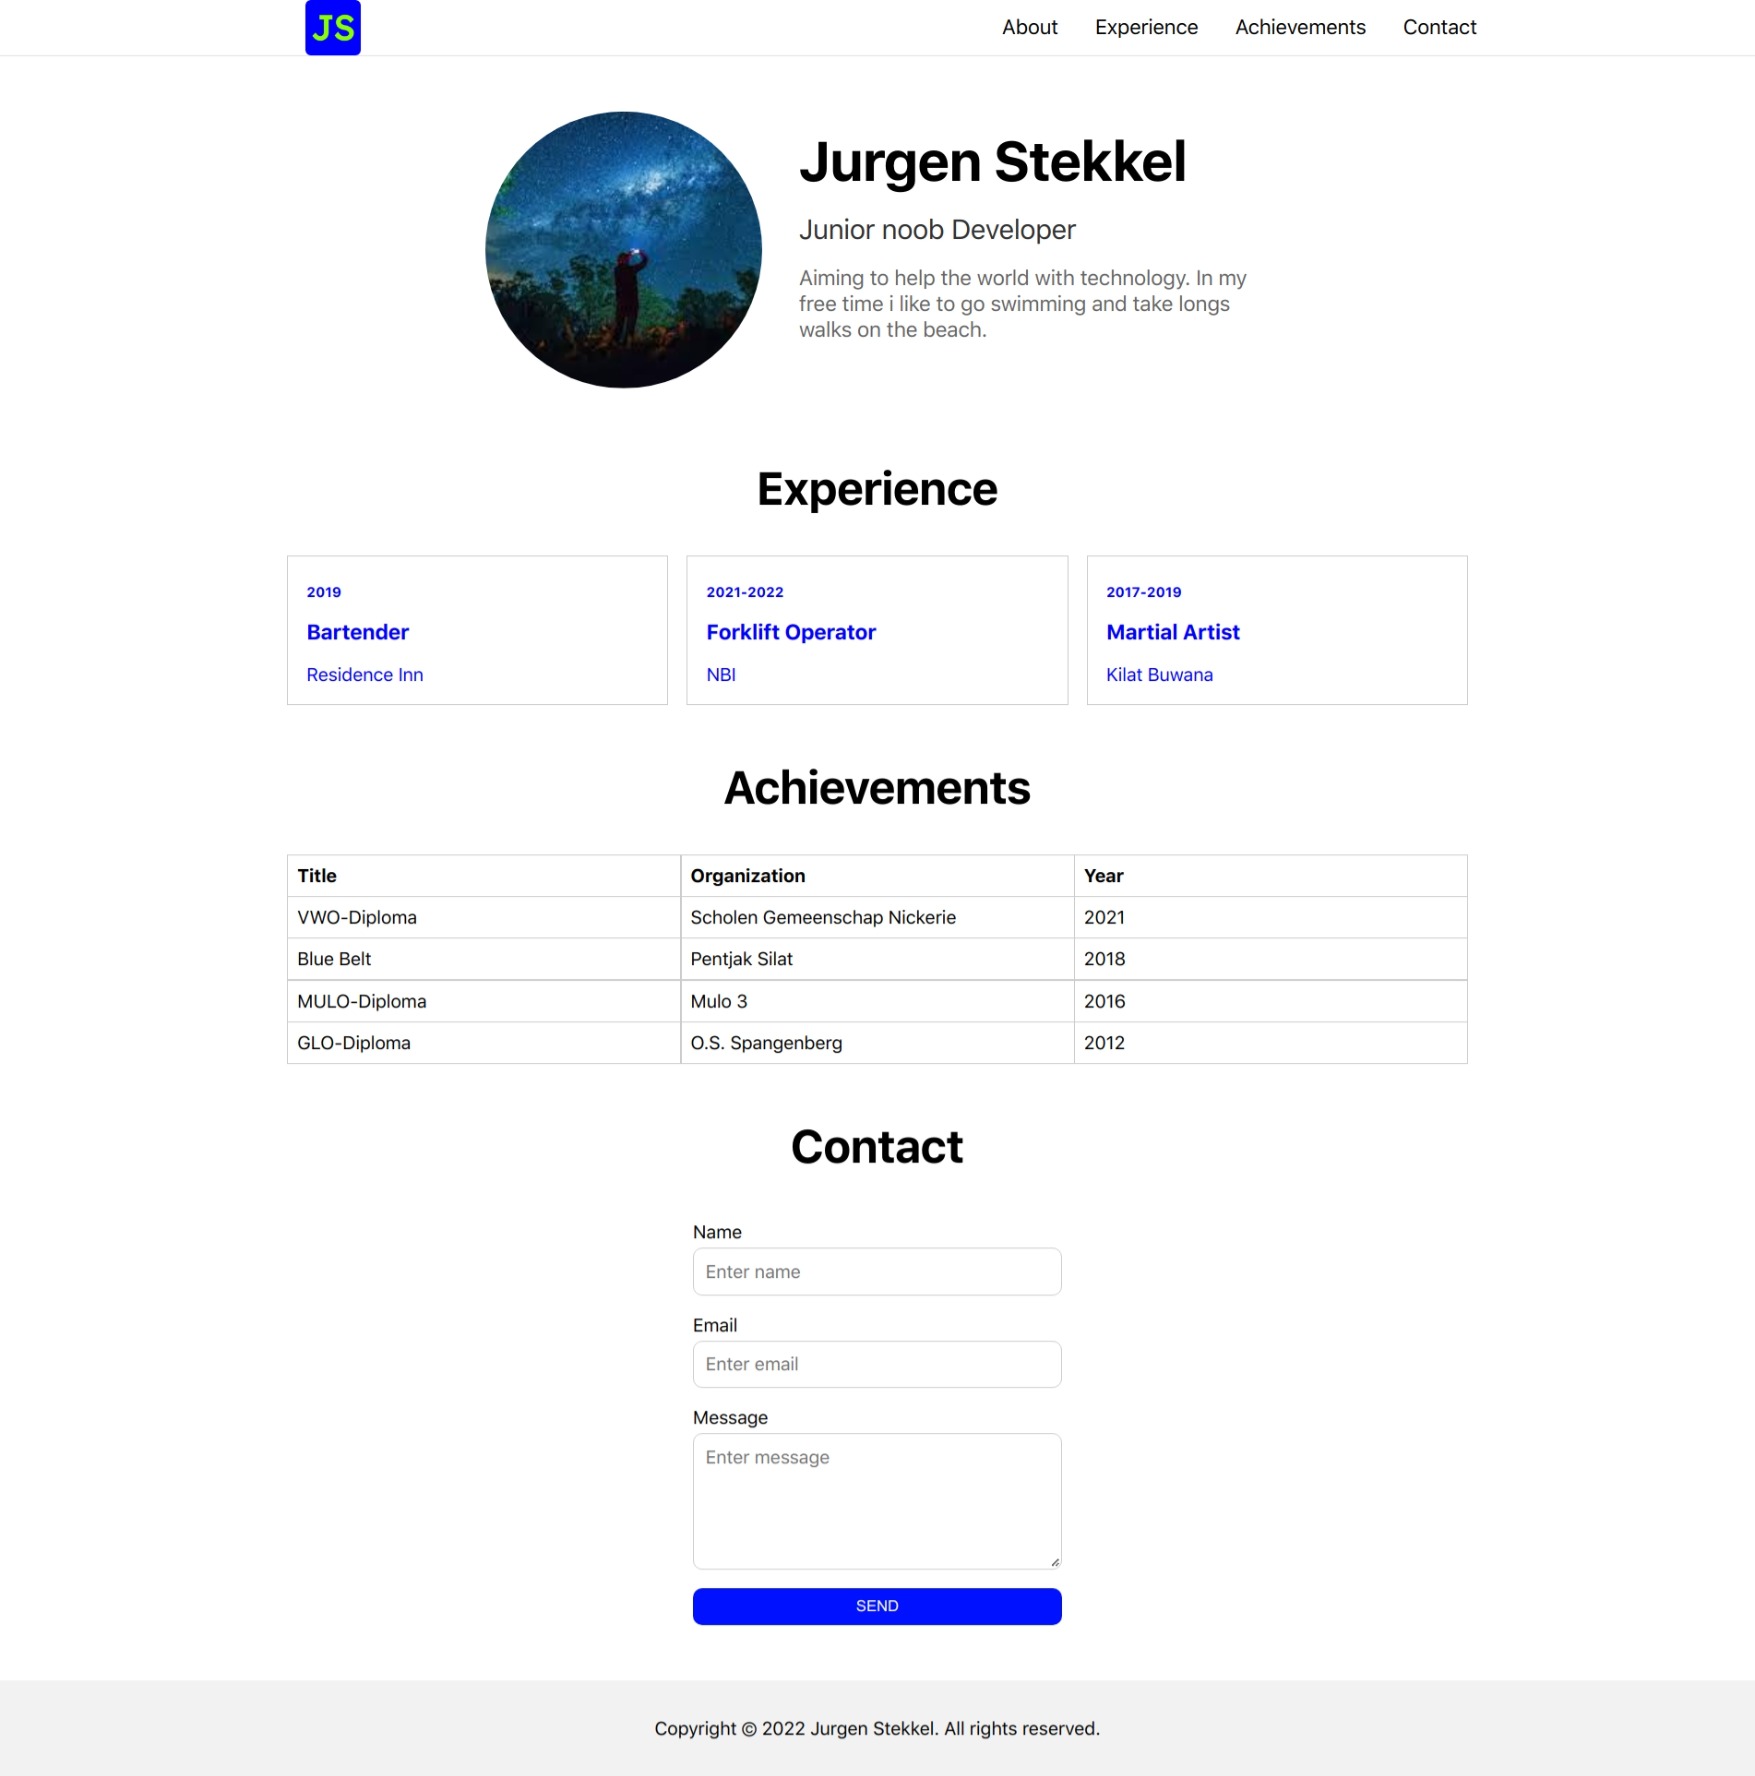 JS
About Experience Achievements Contact
Jurgen Stekkel
Junior noob Developer
Aiming to help the world with technology. In my
free time i like to go swimming and take longs
walks on the beach.
Experience
2019
Bartender
Residence Inn
2021-2022
Forklift Operator
NBI
2017-2019
Martial Artist
Kilat Buwana
Achievements
Title Organization Year
VWO-Diploma Scholen Gemeenschap Nickerie 2021
Blue Belt Pentjak Silat 2018
MULO-Diploma Mulo 3 2016
GLO-Diploma O.S. Spangenberg 2012
Contact
Name
Enter name
Email
Enter email
Message
Enter message
SEND
Copyright © 2022 Jurgen Stekkel. All rights reserved.